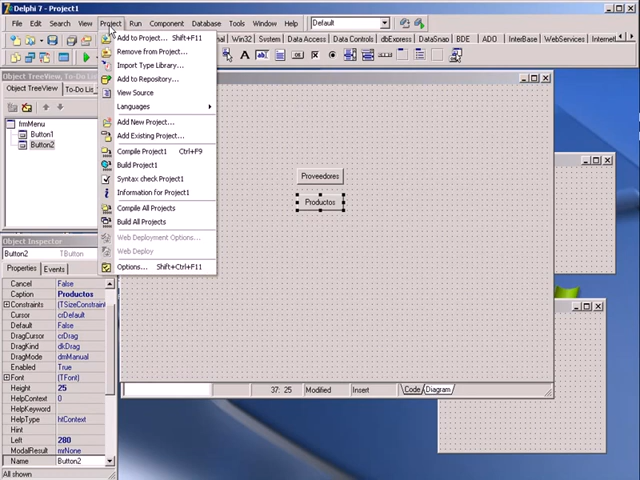 Delphi 7 - Project1
File Edit Search View Project Run Component Database Tools Window Help Default
Win32 System Data Access Data Controls dbExpress DataSnap BDE ADO InterBase WebServices
Object TreeView, To-Do List
Object TreeView To-Do Lis
frmMenu
Button1
Button2
Add to Project... Shift+F11
Remove from Project...
Import Type Library...
Add to Repository...
View Source
Languages
Add New Project...
Add Existing Project...
Compile Project1 Ctrl+F9
Build Project1
Syntax check Project1
Information for Project1
Compile All Projects
Build All Projects
Web Deployment Options...
Web Deploy
Options... Shift+Ctrl+F11
Proveedores
Productos
Object Inspector
Button2 TButton
Properties Events
Cancel False
Caption Productos
Constraints (TSizeConstrain
Cursor crDefault
Default False
DragCursor crDrag
DragKind dkDrag
DragMode dmManual
Enabled True
Font (TFont)
Height 25
HelpContext 0
HelpKeyword
HelpType htContext
Hint
Left 280
ModalResult mrNone
Name Button2
All shown
37: 25 Modified Insert Code Diagram